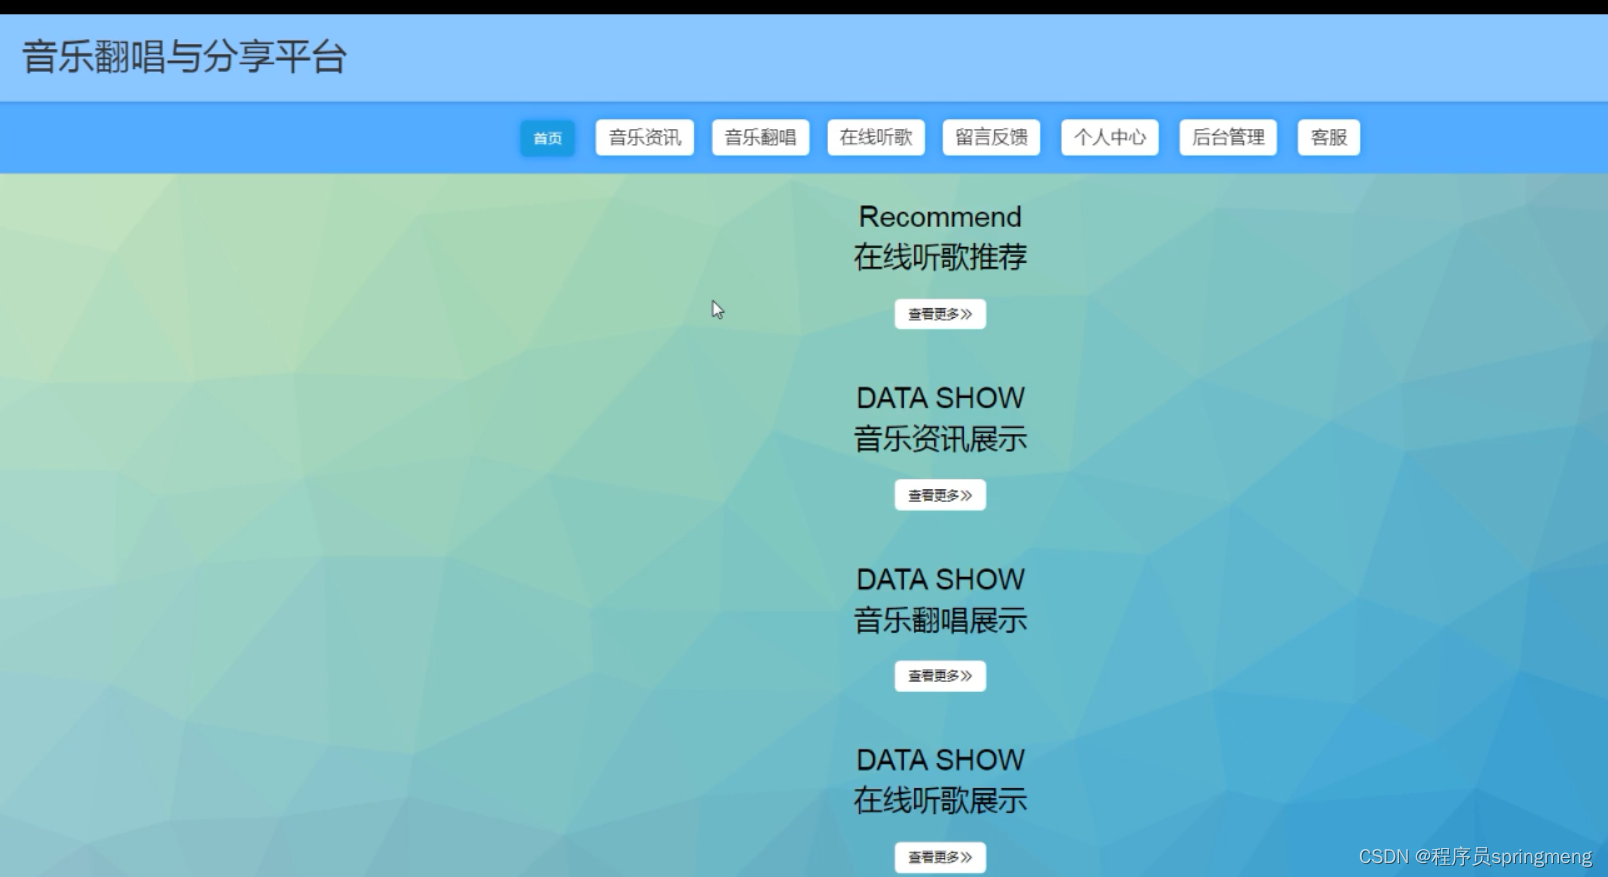 音乐翻唱与分享平台
首页 音乐资讯 音乐翻唱 在线听歌 留言反馈 个人中心 后台管理 客服
Recommend
在线听歌推荐
查看更多»
DATA SHOW
音乐资讯展示
查看更多»
DATA SHOW
音乐翻唱展示
查看更多»
DATA SHOW
在线听歌展示
查看更多»
CSDN @程序员springmeng